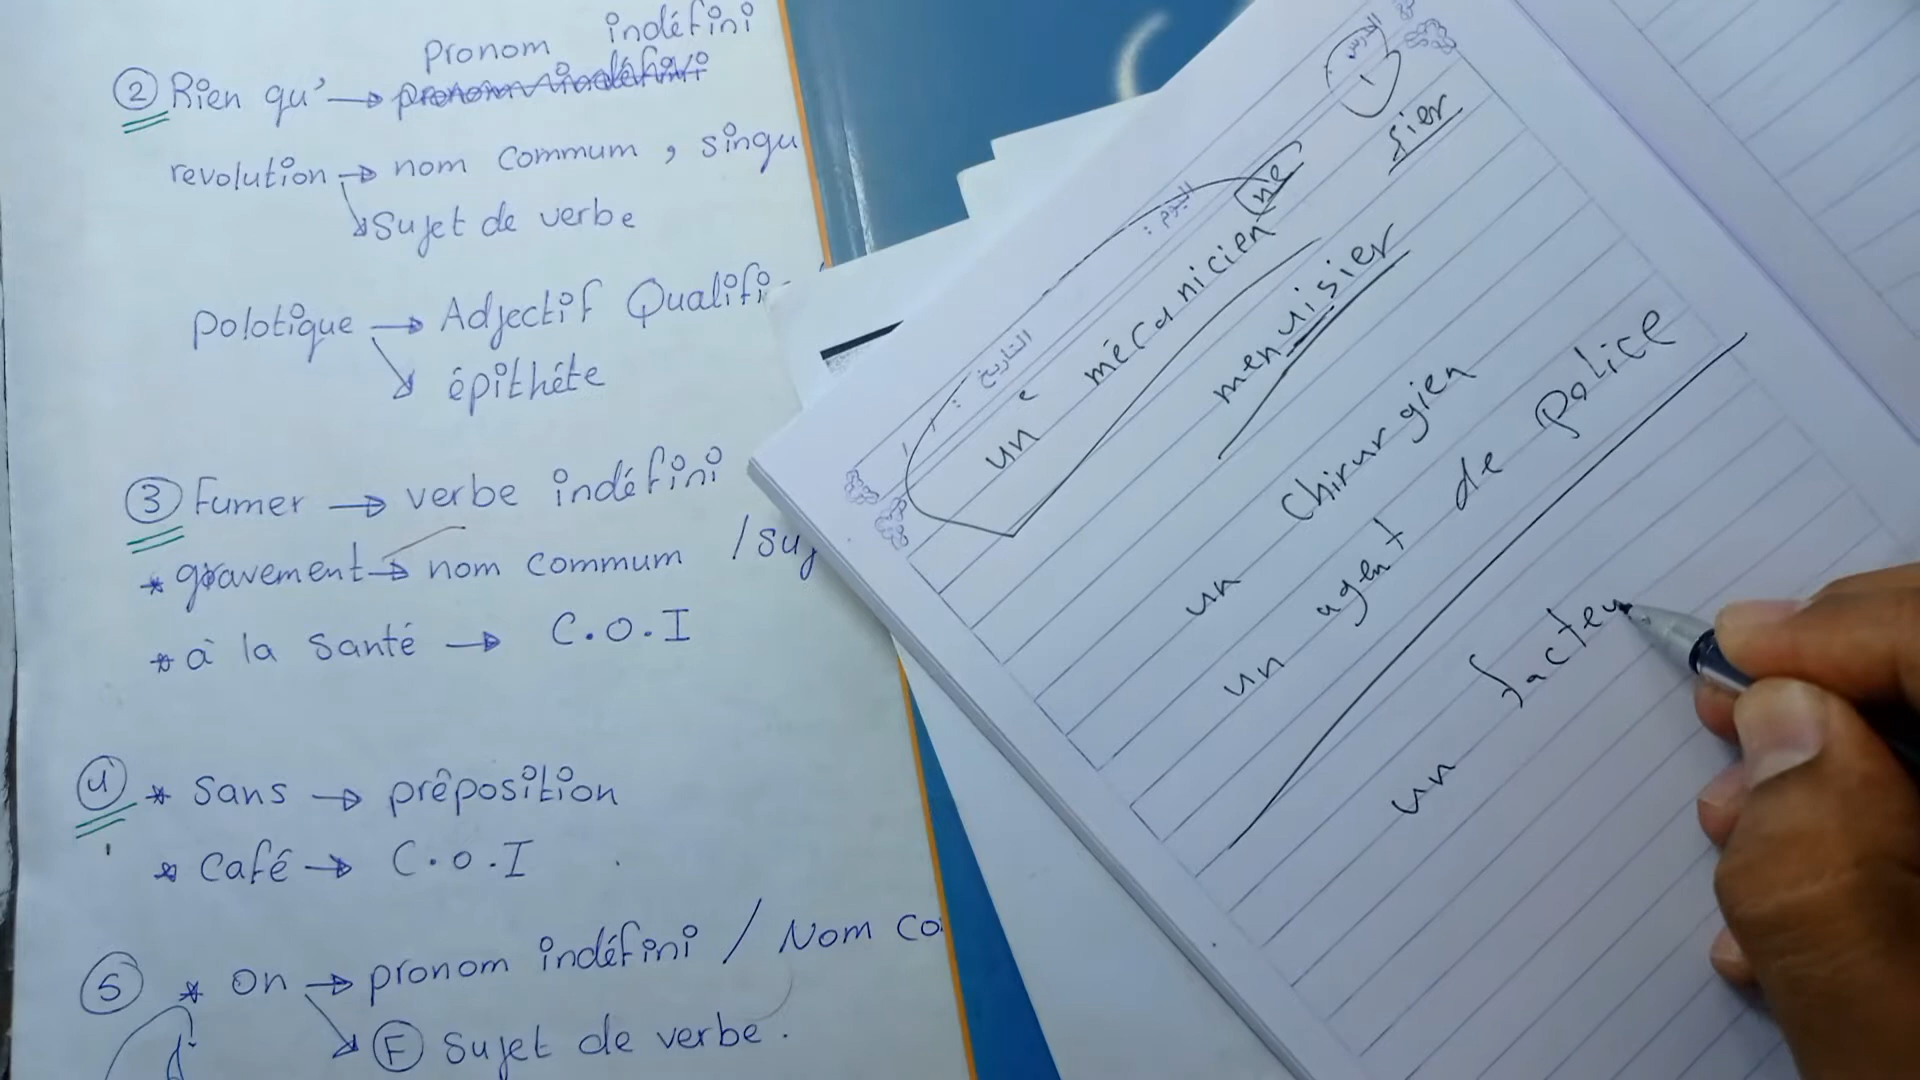 Pronom indéfini
② Rien qu' → pronom indéfini
revolution → nom Commum , singu
Sujet de verbe
Polotique → Adjectif Qualifi
épithéte
③ Fumer → verbe indéfini
* gravement → nom commum / Suj
* à la Santé → C.O.I
④ * Sans → prêposition
* Café → C.O.I
⑤ * On → pronom indéfini / Nom Co
Ⓕ Sujet de verbe .
اليوم :
التاريخ :
un e mécanicien ne
sier
menuisier
un Chirurgien
un agent de Police
un facteu